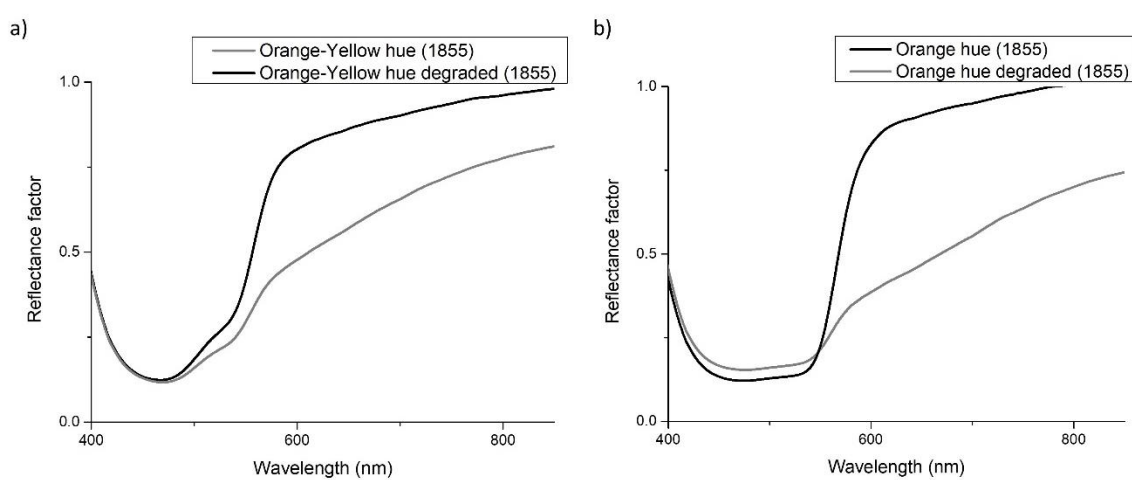 a)
Orange-Yellow hue (1855)
Orange-Yellow hue degraded (1855)
1.0
0.5
0.0
Reflectance factor
400
600
800
Wavelength (nm)
b)
Orange hue (1855)
Orange hue degraded (1855)
1.0
0.5
0.0
Reflectance factor
400
600
800
Wavelength (nm)